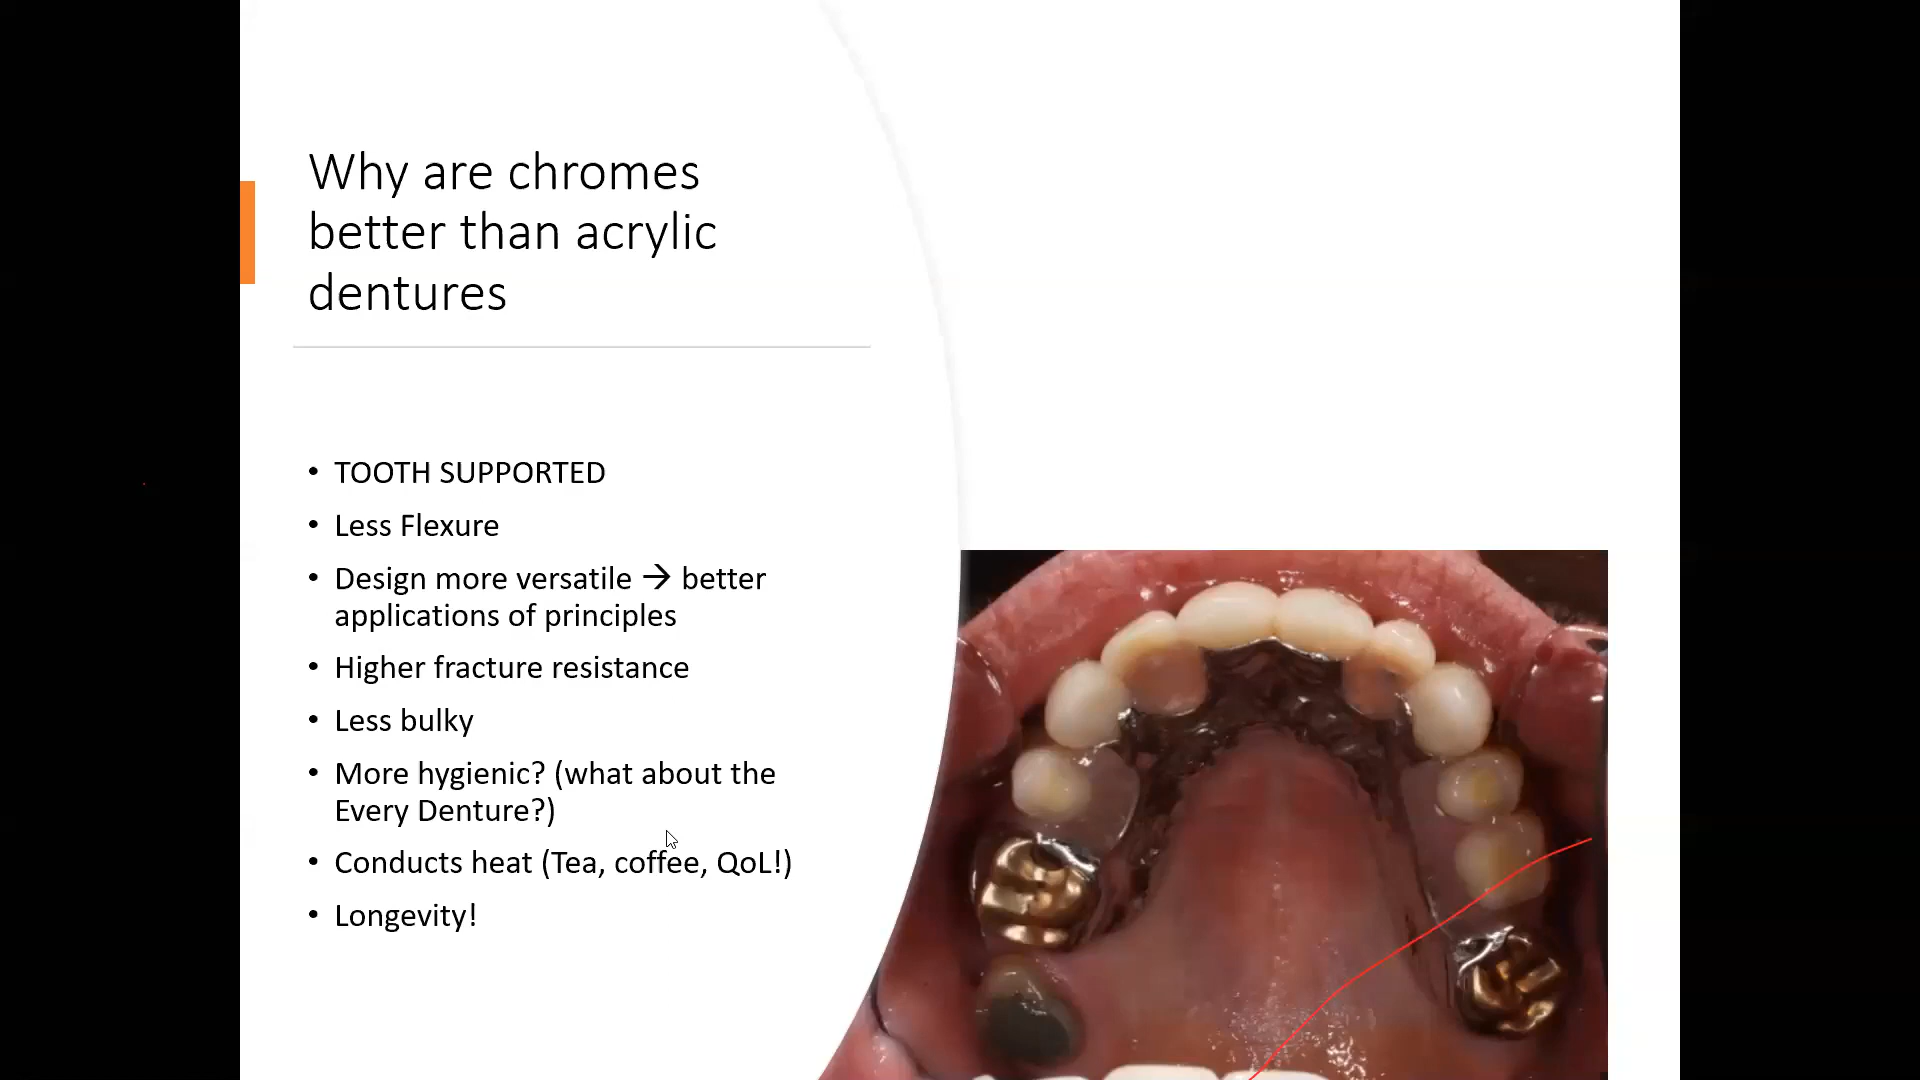 Why are chromes
better than acrylic
dentures
• TOOTH SUPPORTED
• Less Flexure
• Design more versatile → better
applications of principles
• Higher fracture resistance
• Less bulky
• More hygienic? (what about the
Every Denture?)
• Conducts heat (Tea, coffee, QoL!)
• Longevity!